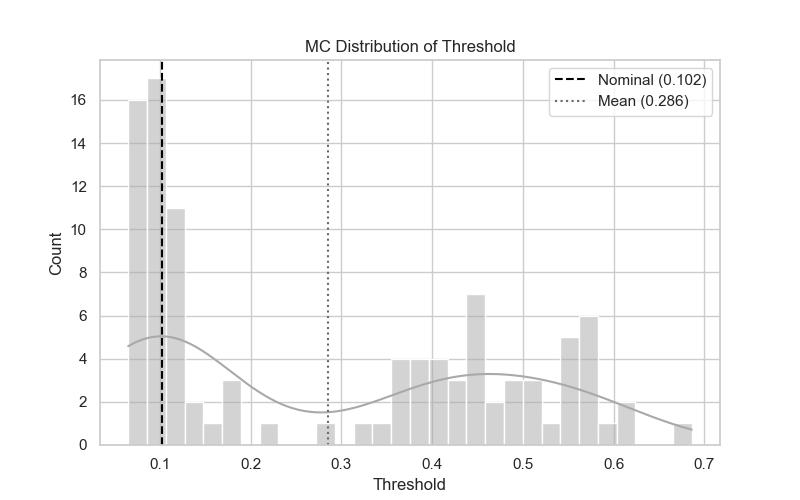 MC Distribution of Threshold
Nominal (0.102)
Mean (0.286)
Count
16
14
12
10
8
6
4
2
0
0.1 0.2 0.3 0.4 0.5 0.6 0.7
Threshold